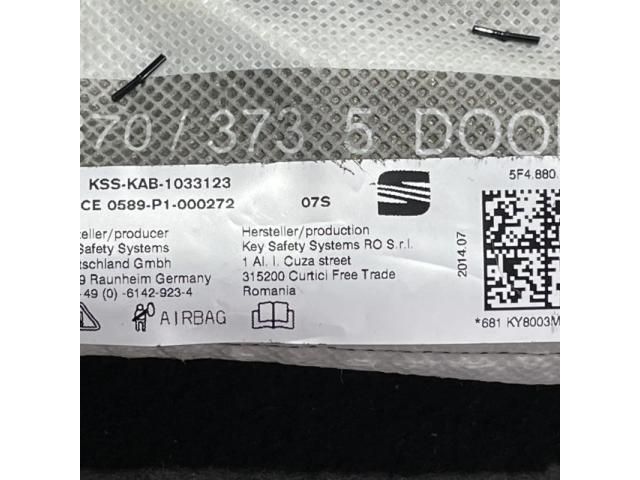 70/373 5 DOO
KSS-KAB-1033123
CE 0589-P1-000272
07S
5F4.880.
eller/producer
Safety Systems
tschland Gmbh
9 Raunheim Germany
49 (0) -6142-923-4
Hersteller/production
Key Safety Systems RO S.r.l.
1 Al. I. Cuza street
315200 Curtici Free Trade
Romania
2014.07
AIRBAG
*681 KY8003M